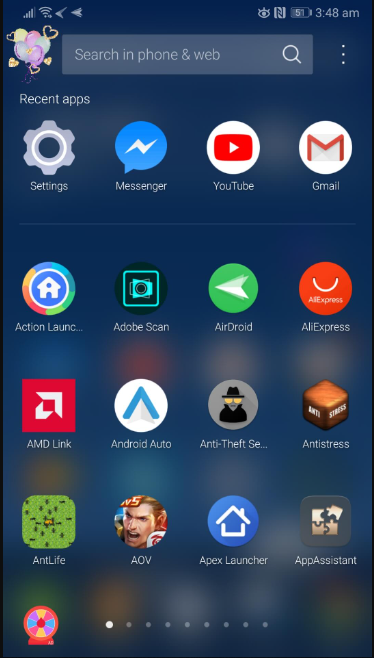 51 3:48 am
Search in phone & web
Recent apps
Settings Messenger YouTube Gmail
AliExpress
Action Launc... Adobe Scan AirDroid AliExpress
ANTI STRESS
AMD Link Android Auto Anti-Theft Se... Antistress
AntLife AOV Apex Launcher AppAssistant